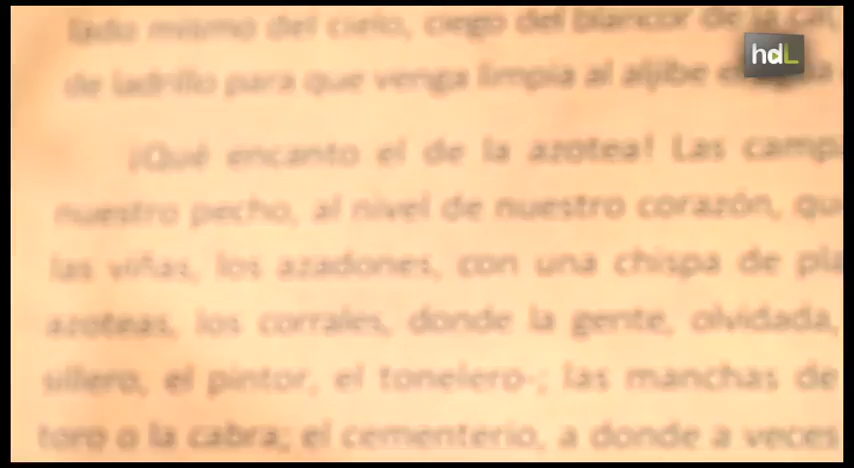 lado mismo del cielo, ciego del blancor de la cal,
hdL
de ladrillo para que venga limpia al aljibe
¡Qué encanto el de la azotea! Las camp
nuestro pecho, al nivel de nuestro corazón, que
las viñas, los azadones, con una chispa de pla
azoteas, los corrales, donde la gente, olvidada,
sillero, el pintor, el tonelero-; las manchas de
toro o la cabra; el cementerio, a donde a veces